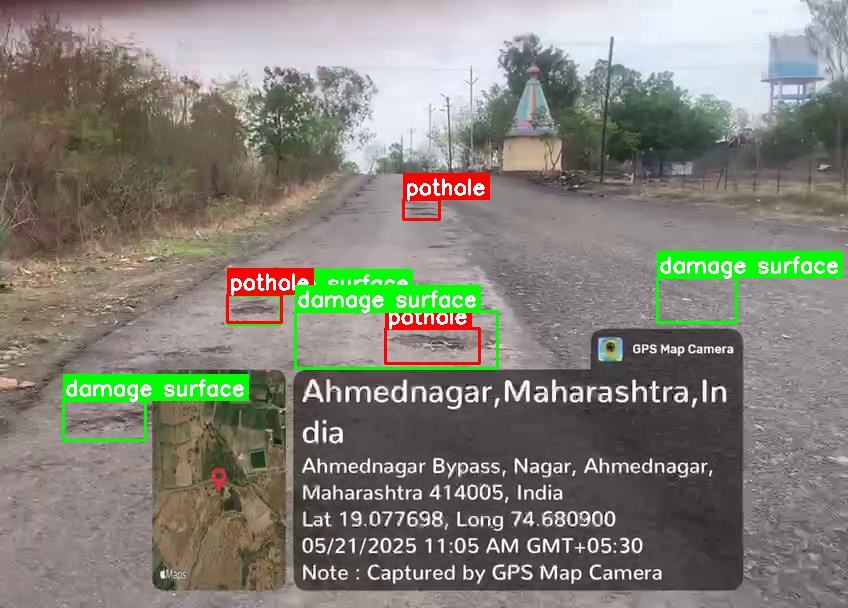 pothole
damage surface
pothole
surface
damage surface
pothole
damage surface
GPS Map Camera
Ahmednagar,Maharashtra,In
dia
Ahmednagar Bypass, Nagar, Ahmednagar,
Maharashtra 414005, India
Lat 19.077698, Long 74.680900
05/21/2025 11:05 AM GMT+05:30
Note : Captured by GPS Map Camera
Maps